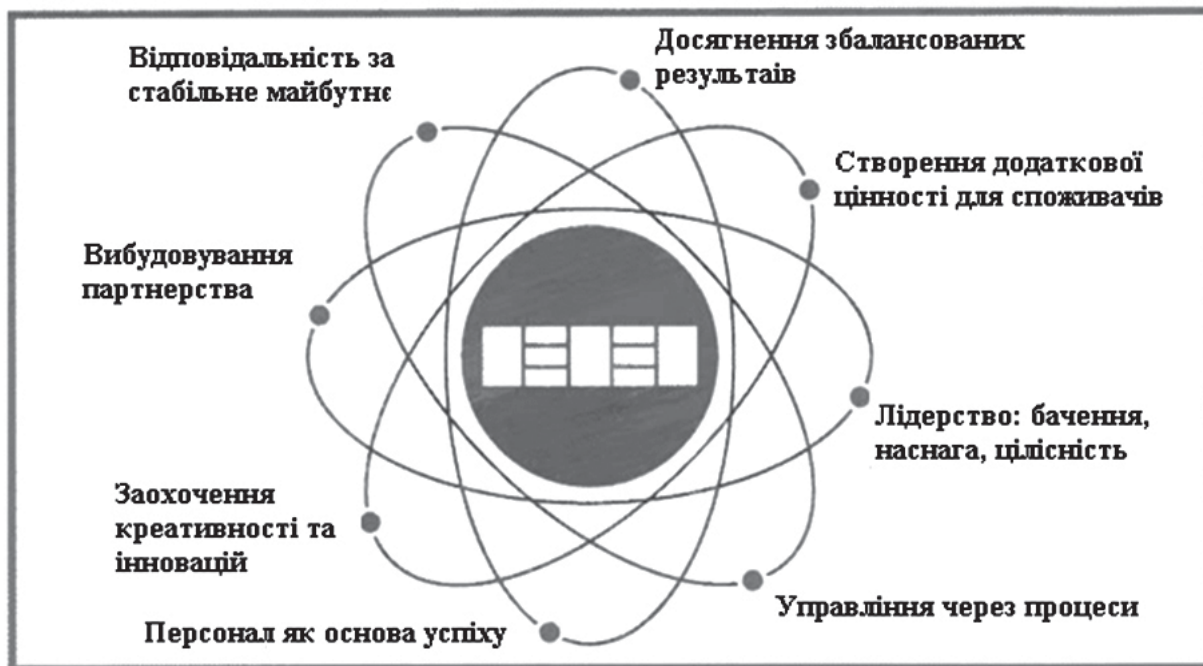 Відповідальність за
стабільне майбутнє
Досягнення збалансованих
результаів
Створення додаткової
цінності для споживачів
Вибудовування
партнерства
Лідерство: бачення,
наснага, цілісність
Заохочення
креативності та
інновацій
Управління через процеси
Персонал як основа успіху